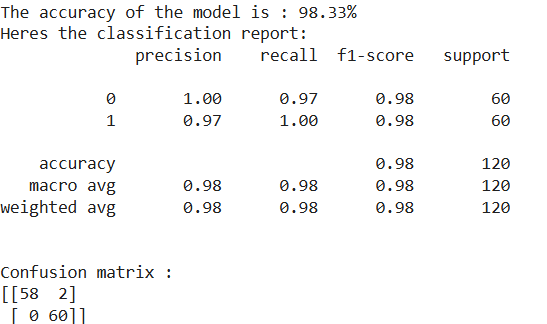 The accuracy of the model is : 98.33%
Heres the classification report:
              precision    recall  f1-score   support

           0       1.00      0.97      0.98        60
           1       0.97      1.00      0.98        60

    accuracy                           0.98       120
   macro avg       0.98      0.98      0.98       120
weighted avg       0.98      0.98      0.98       120


Confusion matrix :
[[58  2]
 [ 0 60]]